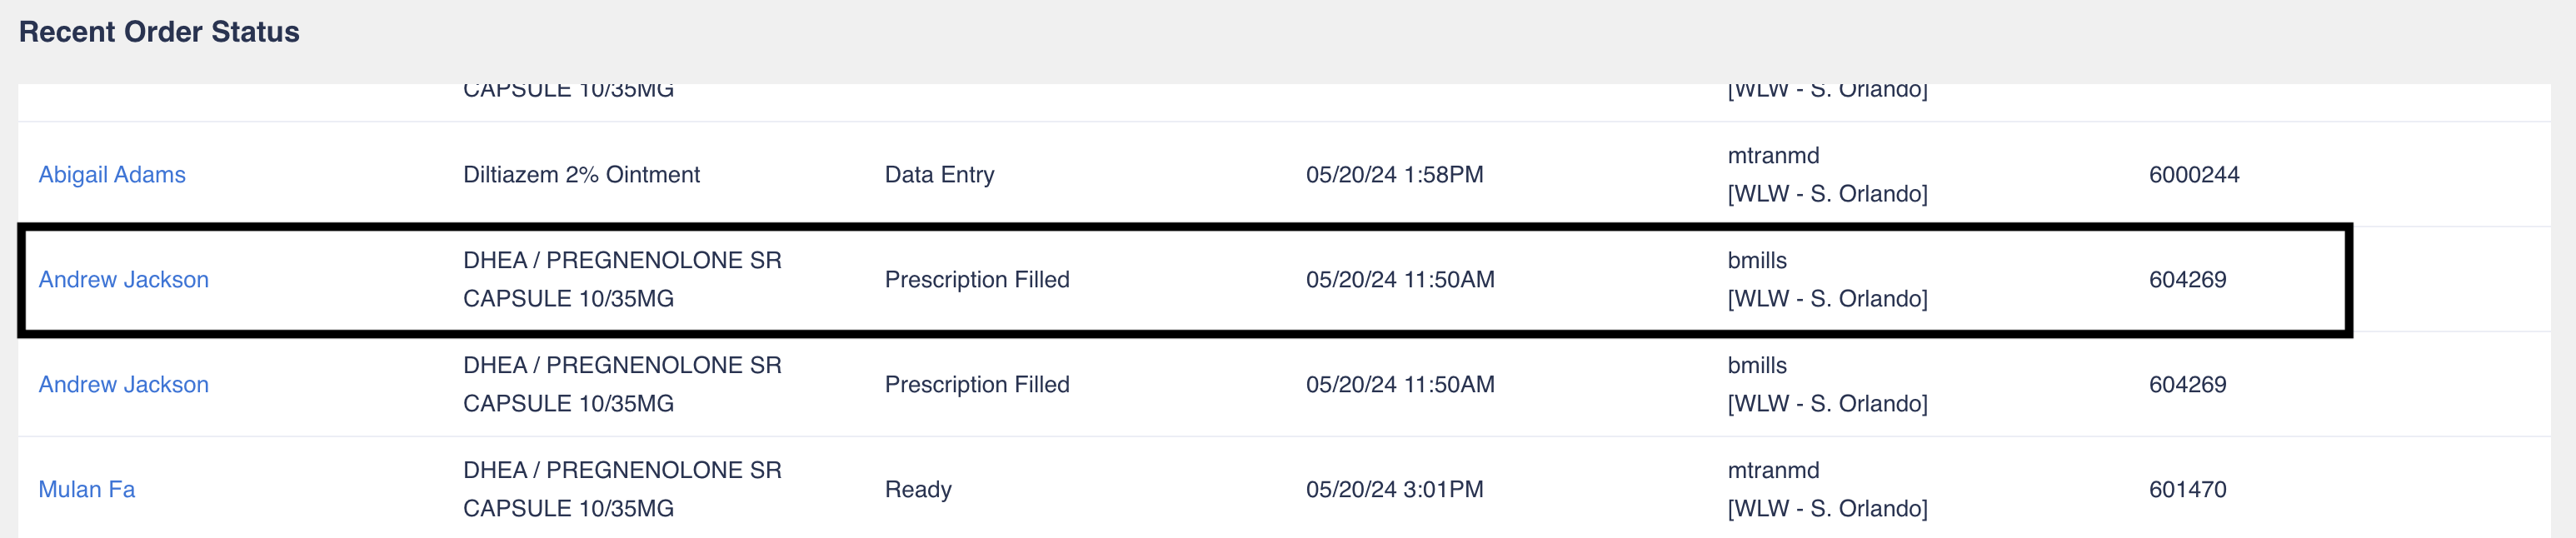 Recent Order Status
CAPSULE 10/35MG [WLW - S. Orlando]
Abigail Adams Diltiazem 2% Ointment Data Entry 05/20/24 1:58PM mtranmd 6000244
[WLW - S. Orlando]
Andrew Jackson DHEA / PREGNENOLONE SR Prescription Filled 05/20/24 11:50AM bmills 604269
CAPSULE 10/35MG [WLW - S. Orlando]
Andrew Jackson DHEA / PREGNENOLONE SR Prescription Filled 05/20/24 11:50AM bmills 604269
CAPSULE 10/35MG [WLW - S. Orlando]
Mulan Fa DHEA / PREGNENOLONE SR Ready 05/20/24 3:01PM mtranmd 601470
CAPSULE 10/35MG [WLW - S. Orlando]